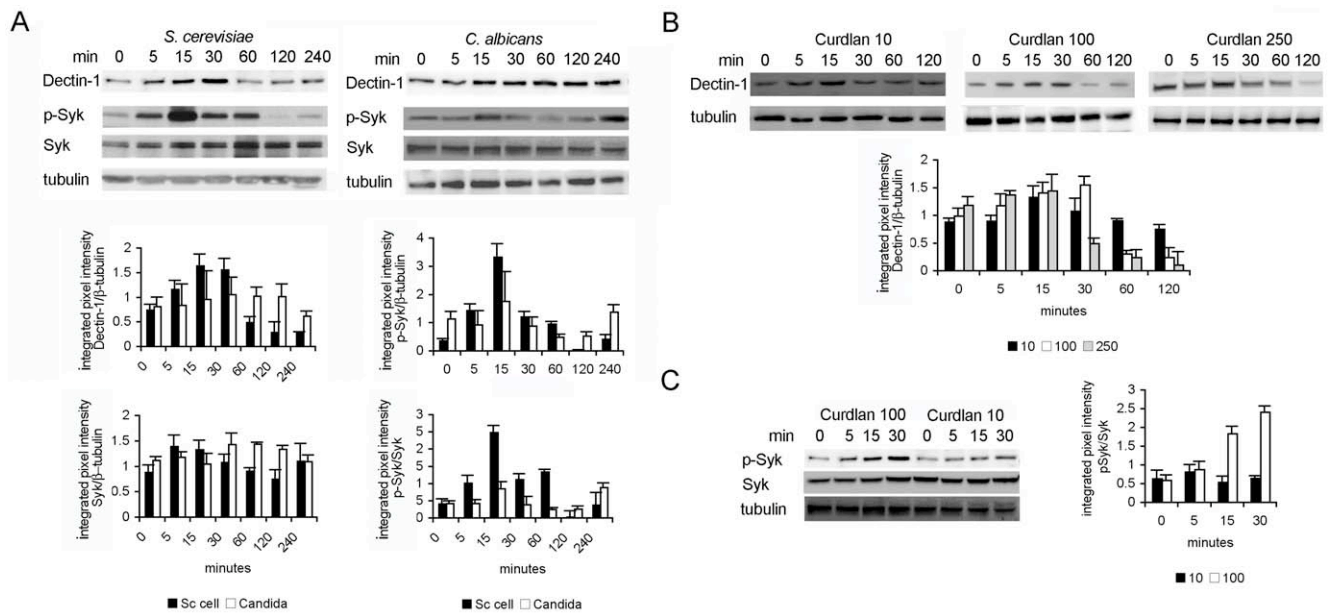 A
S. cerevisiae
C. albicans
min 0 5 15 30 60 120 240 0 5 15 30 60 120 240
Dectin-1
Dectin-1
p-Syk
p-Syk
Syk
Syk
tubulin
tubulin
integrated pixel intensity
Dectin-1/β-tubulin
2
1.5
1
0.5
0
0 5 15 30 60 120 240
integrated pixel intensity
p-Syk/β-tubulin
4
3
2
1
0
0 5 15 30 60 120 240
integrated pixel intensity
Syk/β-tubulin
2
1.5
1
0.5
0
0 5 15 30 60 120 240
minutes
Sc cell Candida
integrated pixel intensity
p-Syk/Syk
5
2
5
1
5
0
0 5 15 30 60 120 240
minutes
Sc cell Candida
B
Curdlan 10 Curdlan 100 Curdlan 250
min 0 5 15 30 60 120 0 5 15 30 60 120 0 5 15 30 60 120
Dectin-1
tubulin
integrated pixel intensity
Dectin-1/β-tubulin
2
1.5
1
0.5
0
0 5 15 30 60 120
minutes
10 100 250
C
Curdlan 100 Curdlan 10
min 0 5 15 30 0 5 15 30
p-Syk
Syk
tubulin
integrated pixel intensity
pSyk/Syk
3
2.5
2
1.5
1
0.5
0
0 5 15 30
minutes
10 100